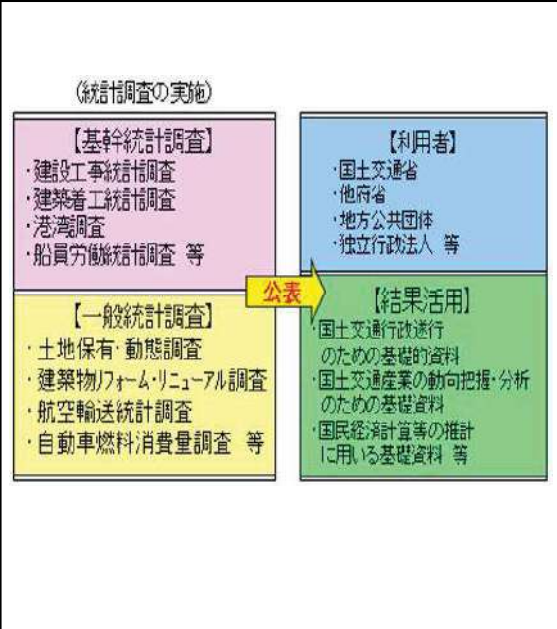 (統計調査の実施)
【基幹統計調査】
・建設工事統計調査
・建築着工統計調査
・港湾調査
・船員労働統計調査 等
【一般統計調査】
・土地保有・動態調査
・建築物リフォーム・リニューアル調査
・航空輸送統計調査
・自動車燃料消費量調査 等
公表
【利用者】
・国土交通省
・他府省
・地方公共団体
・独立行政法人 等
【結果活用】
・国土交通行政遂行
のための基礎的資料
・国土交通産業の動向把握・分析
のための基礎資料
・国民経済計算等の推計
に用いる基礎資料 等